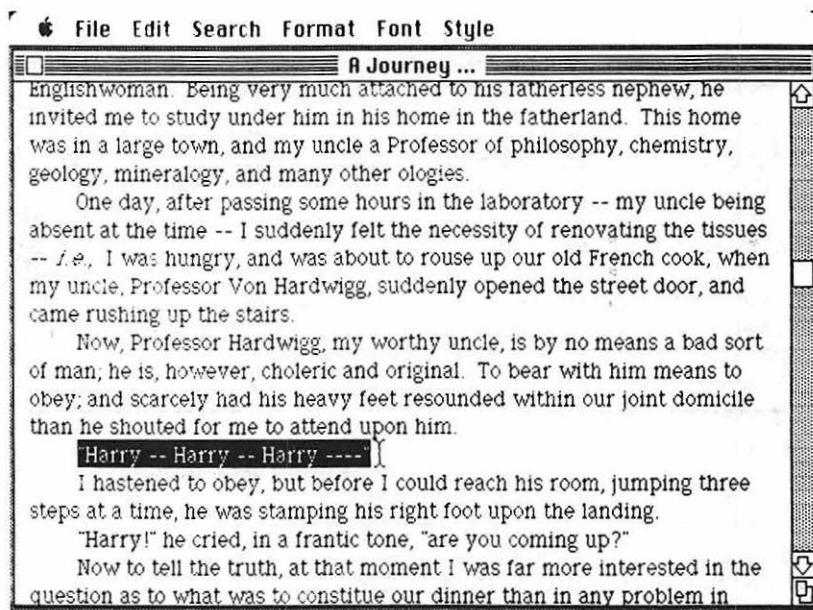 File Edit Search Format Font Style
A Journey ...
Englishwoman. Being very much attached to his fatherless nephew, he
invited me to study under him in his home in the fatherland. This home
was in a large town, and my uncle a Professor of philosophy, chemistry,
geology, mineralogy, and many other ologies.
One day, after passing some hours in the laboratory -- my uncle being
absent at the time -- I suddenly felt the necessity of renovating the tissues
-- i.e., I was hungry, and was about to rouse up our old French cook, when
my uncle, Professor Von Hardwigg, suddenly opened the street door, and
came rushing up the stairs.
Now, Professor Hardwigg, my worthy uncle, is by no means a bad sort
of man; he is, however, choleric and original. To bear with him means to
obey; and scarcely had his heavy feet resounded within our joint domicile
than he shouted for me to attend upon him.
"Harry -- Harry -- Harry ----"
I hastened to obey, but before I could reach his room, jumping three
steps at a time, he was stamping his right foot upon the landing.
"Harry!" he cried, in a frantic tone, "are you coming up?"
Now to tell the truth, at that moment I was far more interested in the
question as to what was to constitue our dinner than in any problem in